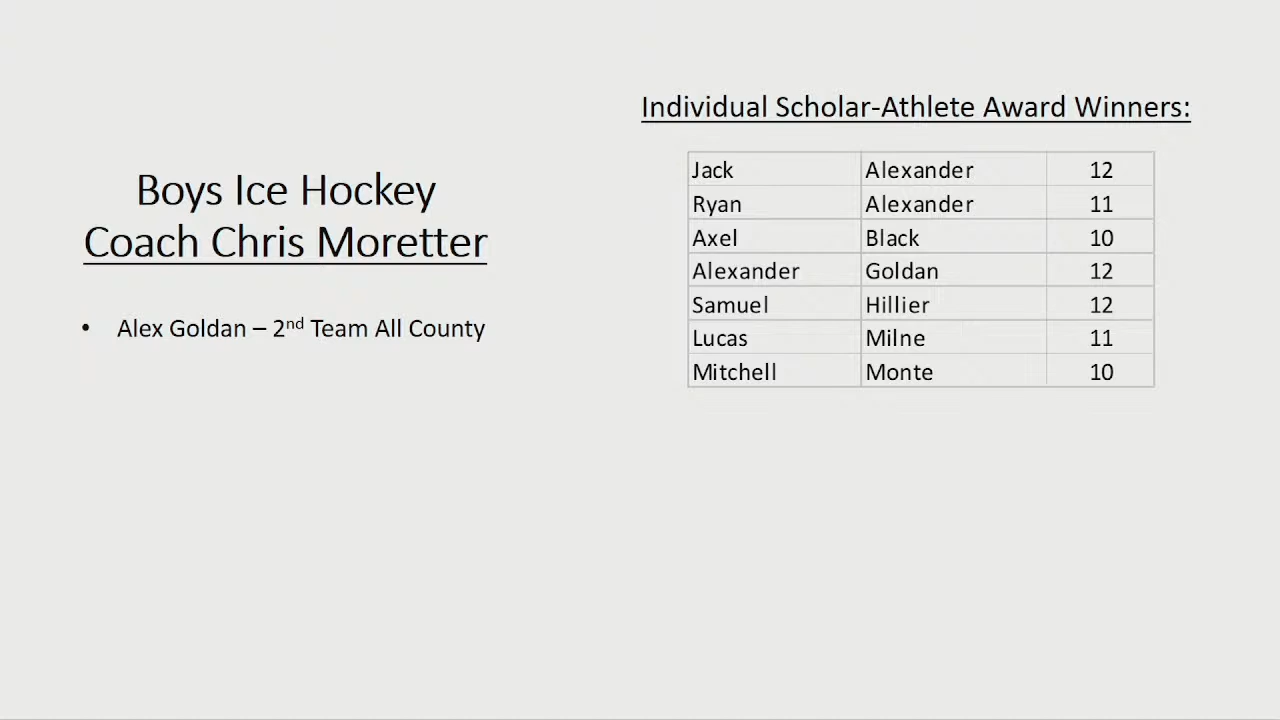 Boys Ice Hockey
Coach Chris Moretter
• Alex Goldan – 2nd Team All County
Individual Scholar-Athlete Award Winners:
Jack Alexander 12
Ryan Alexander 11
Axel Black 10
Alexander Goldan 12
Samuel Hillier 12
Lucas Milne 11
Mitchell Monte 10